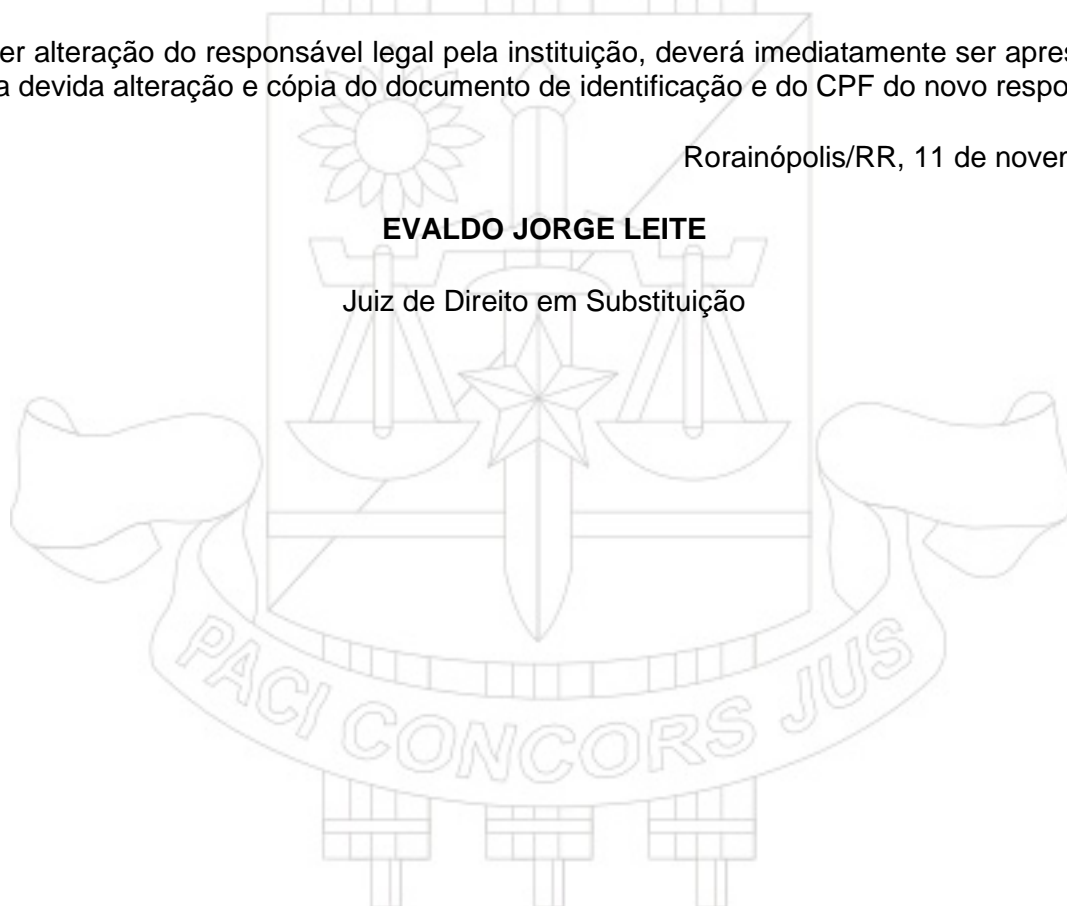 er alteração do responsável legal pela instituição, deverá imediatamente ser apres
a devida alteração e cópia do documento de identificação e do CPF do novo respo
Rorainópolis/RR, 11 de nover
EVALDO JORGE LEITE
Juiz de Direito em Substituição
PACI CONCORS JUS